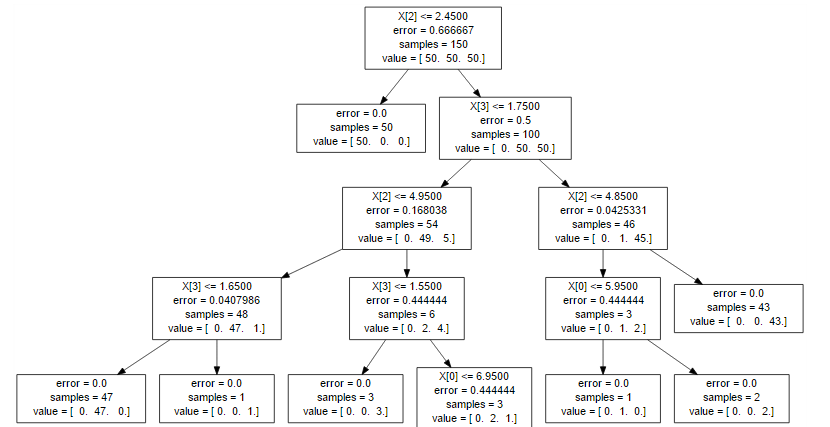 X[2] <= 2.4500
error = 0.666667
samples = 150
value = [ 50. 50. 50.]
error = 0.0
samples = 50
value = [ 50. 0. 0.]
X[3] <= 1.7500
error = 0.5
samples = 100
value = [ 0. 50. 50.]
X[2] <= 4.9500
error = 0.168038
samples = 54
value = [ 0. 49. 5.]
X[2] <= 4.8500
error = 0.0425331
samples = 46
value = [ 0. 1. 45.]
X[3] <= 1.6500
error = 0.0407986
samples = 48
value = [ 0. 47. 1.]
X[3] <= 1.5500
error = 0.444444
samples = 6
value = [ 0. 2. 4.]
X[0] <= 5.9500
error = 0.444444
samples = 3
value = [ 0. 1. 2.]
error = 0.0
samples = 43
value = [ 0. 0. 43.]
error = 0.0
samples = 47
value = [ 0. 47. 0.]
error = 0.0
samples = 1
value = [ 0. 0. 1.]
error = 0.0
samples = 3
value = [ 0. 0. 3.]
X[0] <= 6.9500
error = 0.444444
samples = 3
value = [ 0. 2. 1.]
error = 0.0
samples = 1
value = [ 0. 1. 0.]
error = 0.0
samples = 2
value = [ 0. 0. 2.]